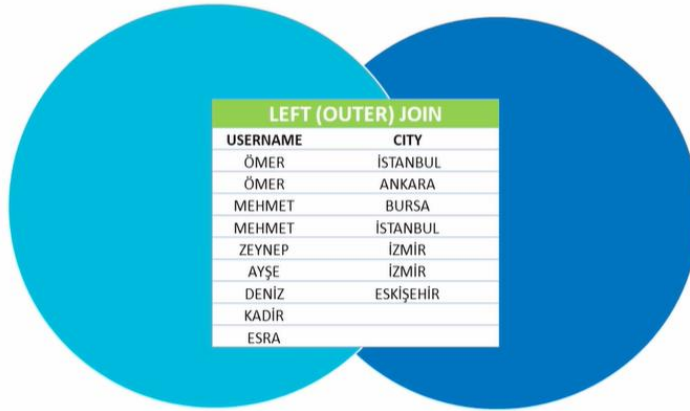 LEFT (OUTER) JOIN
USERNAME CITY
ÖMER İSTANBUL
ÖMER ANKARA
MEHMET BURSA
MEHMET İSTANBUL
ZEYNEP İZMİR
AYŞE İZMİR
DENİZ ESKİŞEHİR
KADİR
ESRA